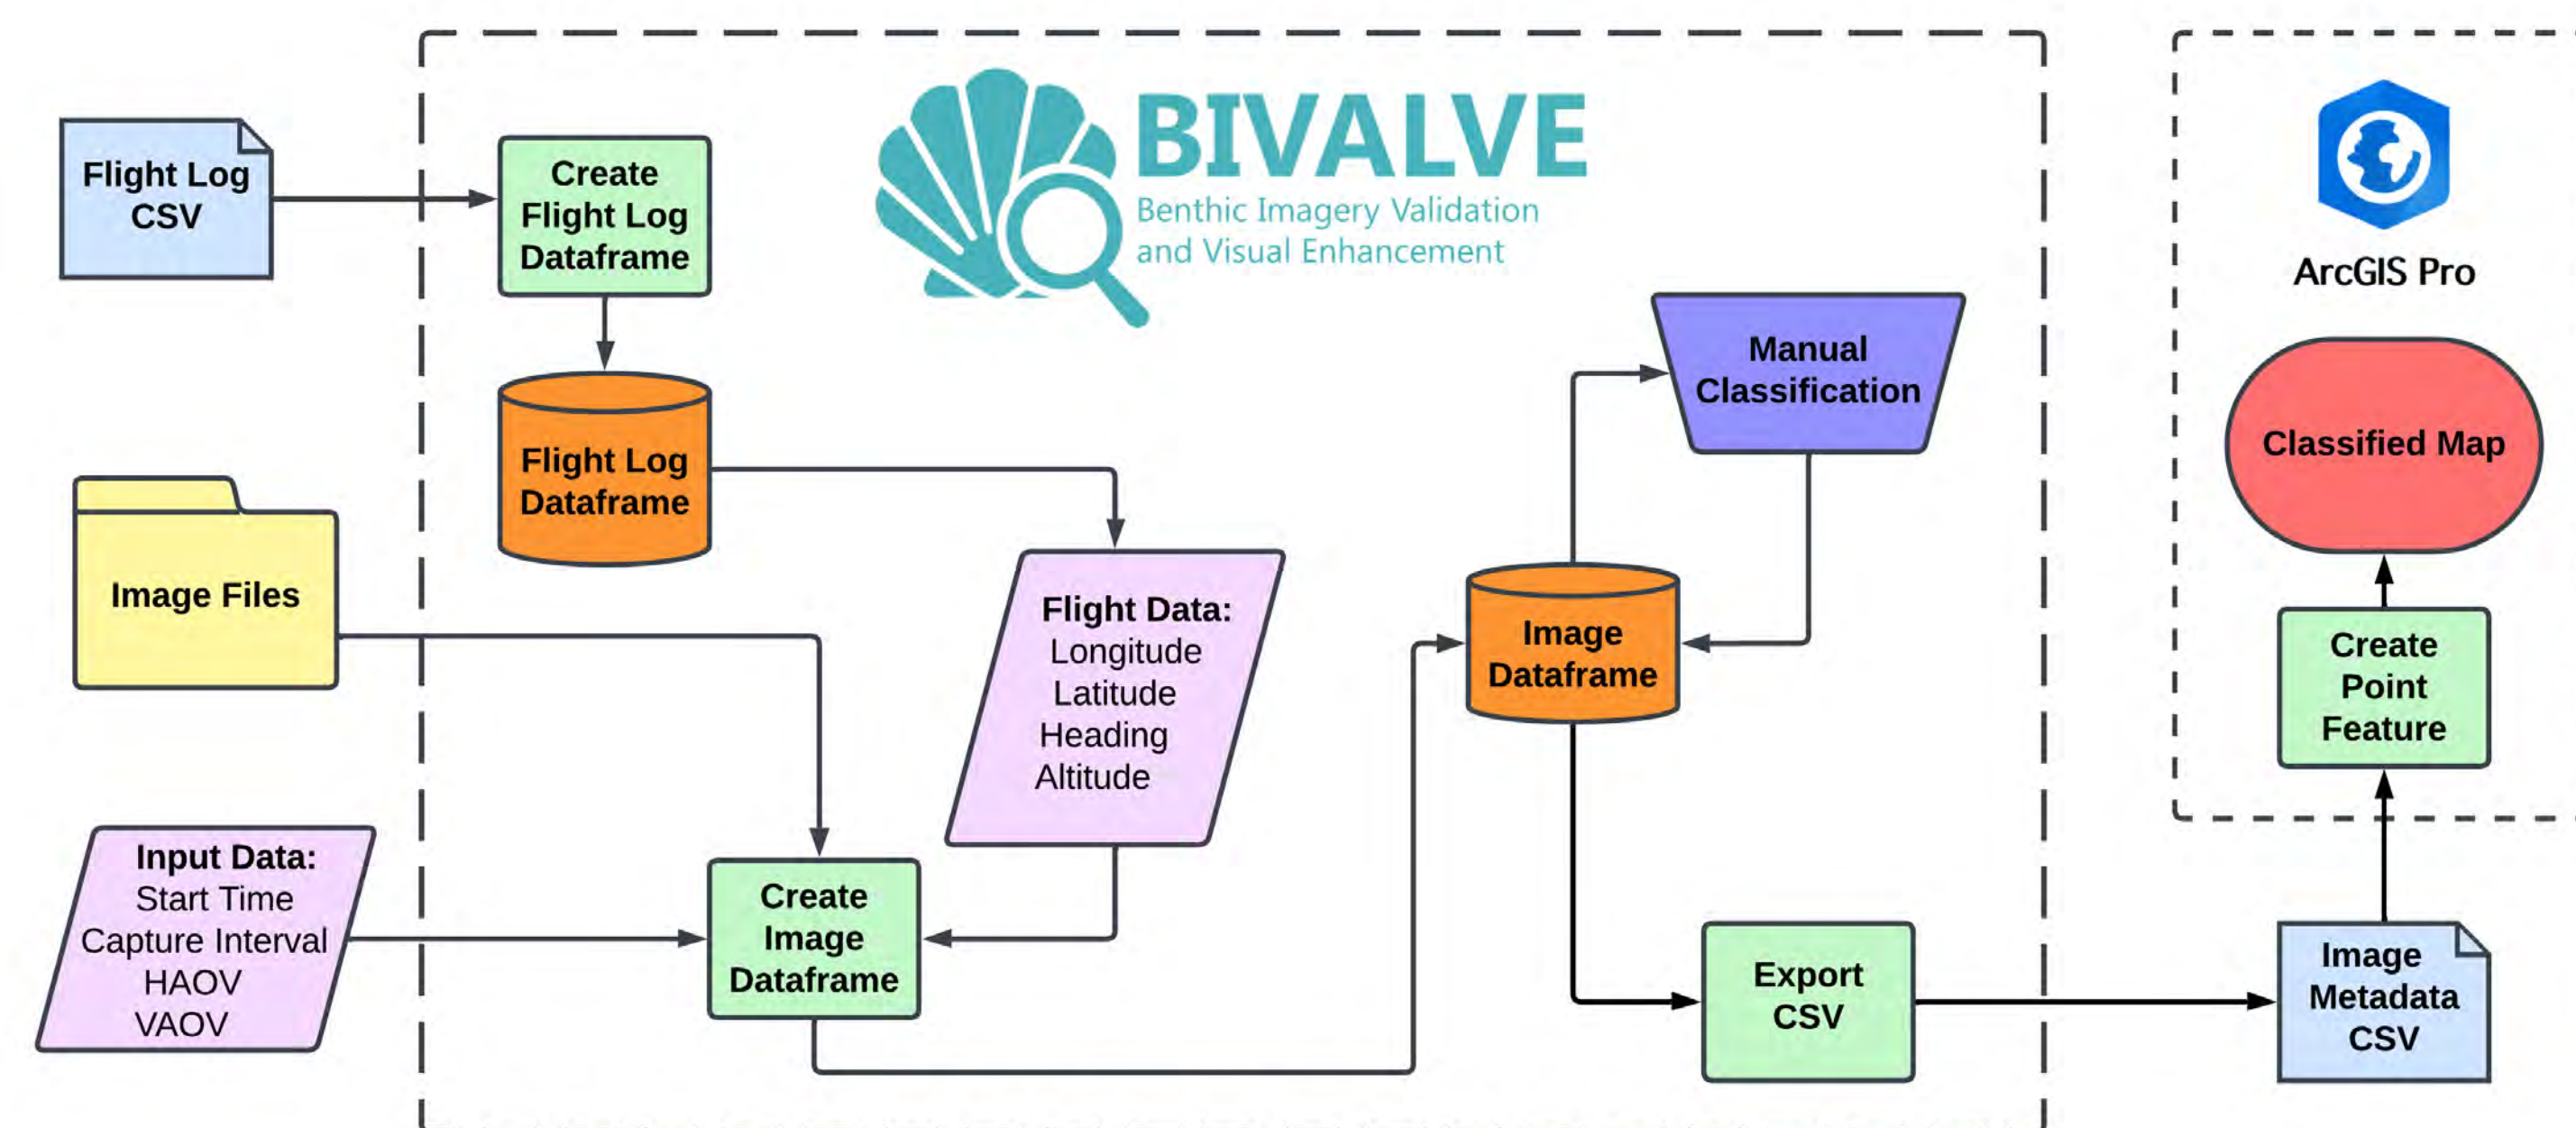 Flight Log
CSV
Create
Flight Log
Dataframe
BIVALVE
Benthic Imagery Validation
and Visual Enhancement
ArcGIS Pro
Manual
Classification
Classified Map
Flight Log
Dataframe
Image Files
Flight Data:
Longitude
Latitude
Heading
Altitude
Image
Dataframe
Create
Point
Feature
Input Data:
Start Time
Capture Interval
HAOV
VAOV
Create
Image
Dataframe
Export
CSV
Image
Metadata
CSV